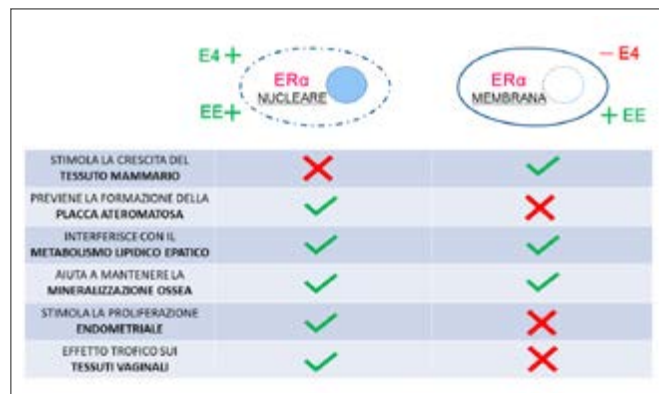 E4 +
− E4
ERα
NUCLEARE
ERα
MEMBRANA
EE+
+ EE
STIMOLA LA CRESCITA DEL
TESSUTO MAMMARIO
PREVIENE LA FORMAZIONE DELLA
PLACCA ATEROMATOSA
INTERFERISCE CON IL
METABOLISMO LIPIDICO EPATICO
AIUTA A MANTENERE LA
MINERALIZZAZIONE OSSEA
STIMOLA LA PROLIFERAZIONE
ENDOMETRIALE
EFFETTO TROFICO SUI
TESSUTI VAGINALI